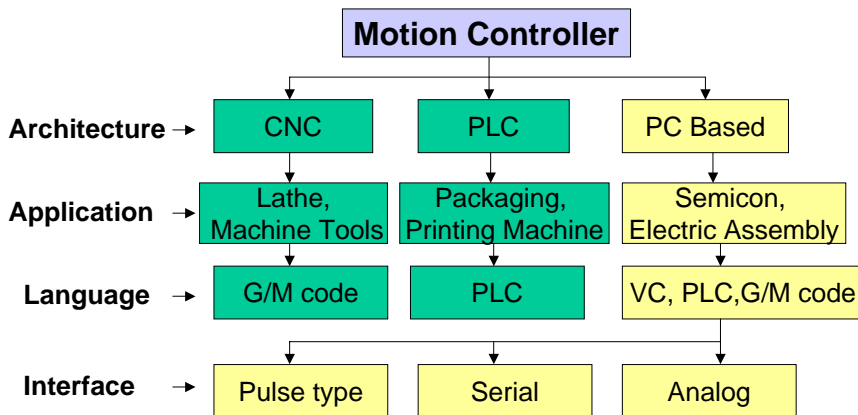 Motion Controller
Architecture
CNC
PLC
PC Based
Application
Lathe,
Machine Tools
Packaging,
Printing Machine
Semicon,
Electric Assembly
Language
G/M code
PLC
VC, PLC,G/M code
Interface
Pulse type
Serial
Analog